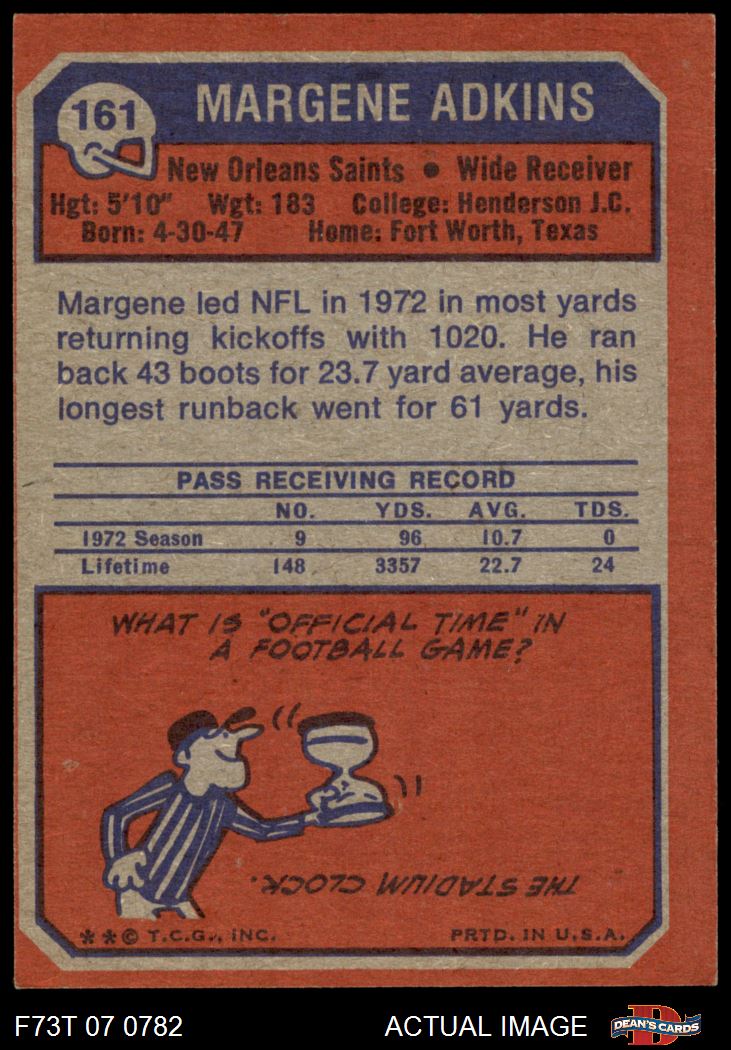 161
MARGENE ADKINS
New Orleans Saints • Wide Receiver
Hgt: 5'10" Wgt: 183 College: Henderson J.C.
Born: 4-30-47 Home: Fort Worth, Texas
Margene led NFL in 1972 in most yards
returning kickoffs with 1020. He ran
back 43 boots for 23.7 yard average, his
longest runback went for 61 yards.
PASS RECEIVING RECORD
NO. YDS. AVG. TDS.
1972 Season 9 96 10.7 0
Lifetime 148 3357 22.7 24
WHAT IS "OFFICIAL TIME" IN
A FOOTBALL GAME?
THE STADIUM CLOCK.
**© T.C.G., INC. PRTD. IN U.S.A.
F73T 07 0782 ACTUAL IMAGE DEAN'S CARDS